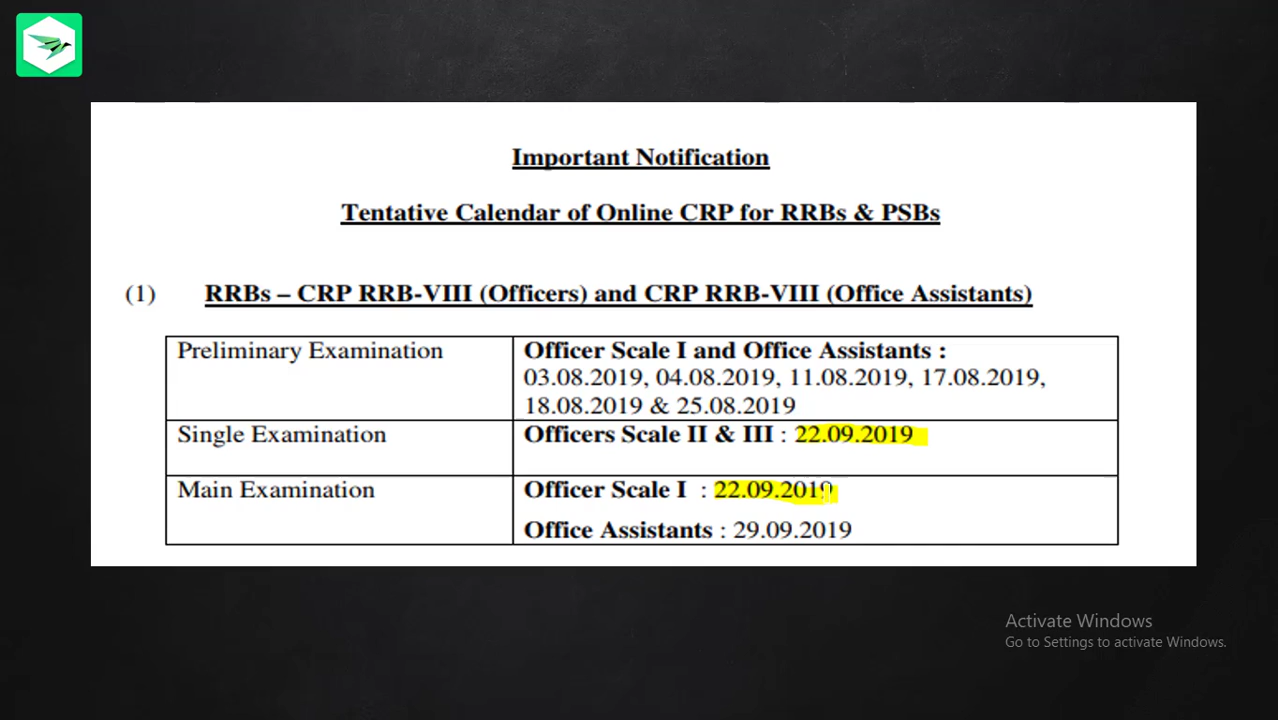 Important Notification
Tentative Calendar of Online CRP for RRBs & PSBs
(1) RRBs – CRP RRB-VIII (Officers) and CRP RRB-VIII (Office Assistants)
Preliminary Examination
Officer Scale I and Office Assistants :
03.08.2019, 04.08.2019, 11.08.2019, 17.08.2019,
18.08.2019 & 25.08.2019
Single Examination
Officers Scale II & III : 22.09.2019
Main Examination
Officer Scale I : 22.09.2019
Office Assistants : 29.09.2019
Activate Windows
Go to Settings to activate Windows.